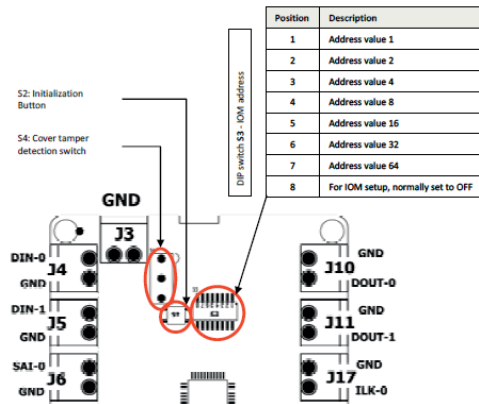 Position Description
1 Address value 1
2 Address value 2
3 Address value 4
4 Address value 8
5 Address value 16
6 Address value 32
7 Address value 64
8 For IOM setup, normally set to OFF
DIP switch S3 - IOM address
S2: Initialization
Button
S4: Cover tamper
detection switch
GND
J3
DIN-0
GND
J4
DIN-1
GND
J5
SAI-0
GND
J6
GND
J10
DOUT-0
GND
J11
DOUT-1
GND
J17
ILK-0